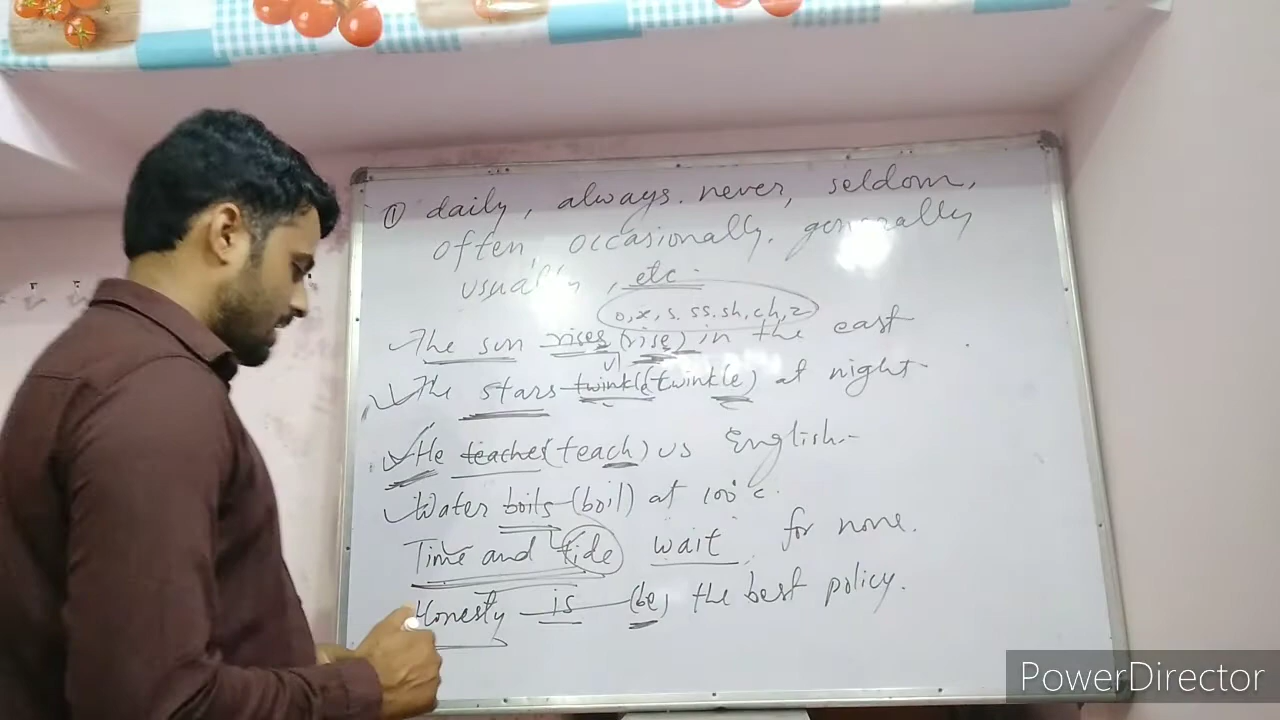 ① daily, always, never, seldom,
often, occasionally, generally
usually, etc.
o, x, s, ss, sh, ch, z
The sun rises (rise) in the east
The stars twinkle (twinkle) at night
He teaches (teach) us English.
Water boils (boil) at 100°c.
Time and tide wait for none.
Honesty is (be) the best policy.
PowerDirector